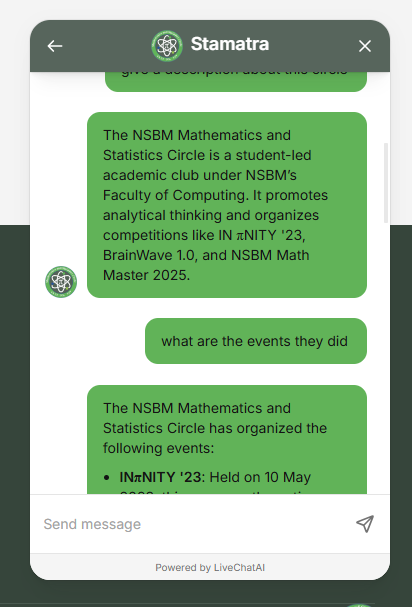 Stamatra
give a description about this circle
The NSBM Mathematics and
Statistics Circle is a student-led
academic club under NSBM's
Faculty of Computing. It promotes
analytical thinking and organizes
competitions like IN πNITY '23,
BrainWave 1.0, and NSBM Math
Master 2025.
what are the events they did
The NSBM Mathematics and
Statistics Circle has organized the
following events:
• INπNITY '23: Held on 10 May
Send message
Powered by LiveChatAI